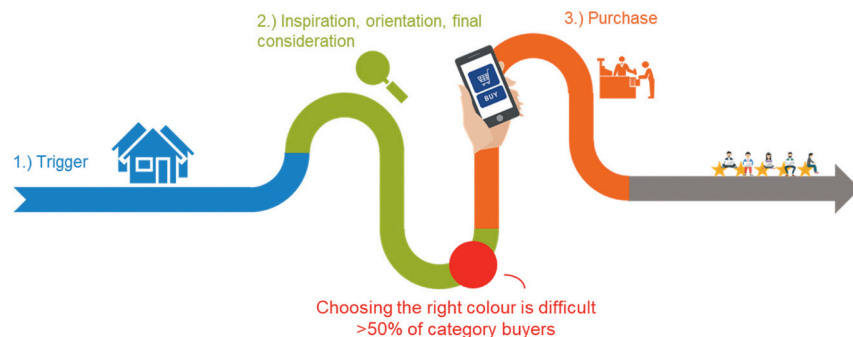 2.) Inspiration, orientation, final
consideration
3.) Purchase
BUY
1.) Trigger
Choosing the right colour is difficult
>50% of category buyers